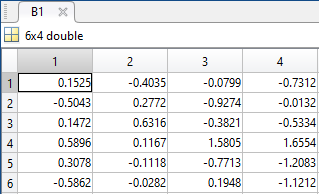 B1
6x4 double
1 2 3 4
1 0.1525 -0.4035 -0.0799 -0.7312
2 -0.5043 0.2772 -0.9274 -0.0132
3 0.1472 0.6316 -0.3821 -0.5334
4 0.5896 0.1167 1.5805 1.6554
5 0.3078 -0.1118 -0.7713 -1.2083
6 -0.5862 -0.0282 0.1948 -1.1212